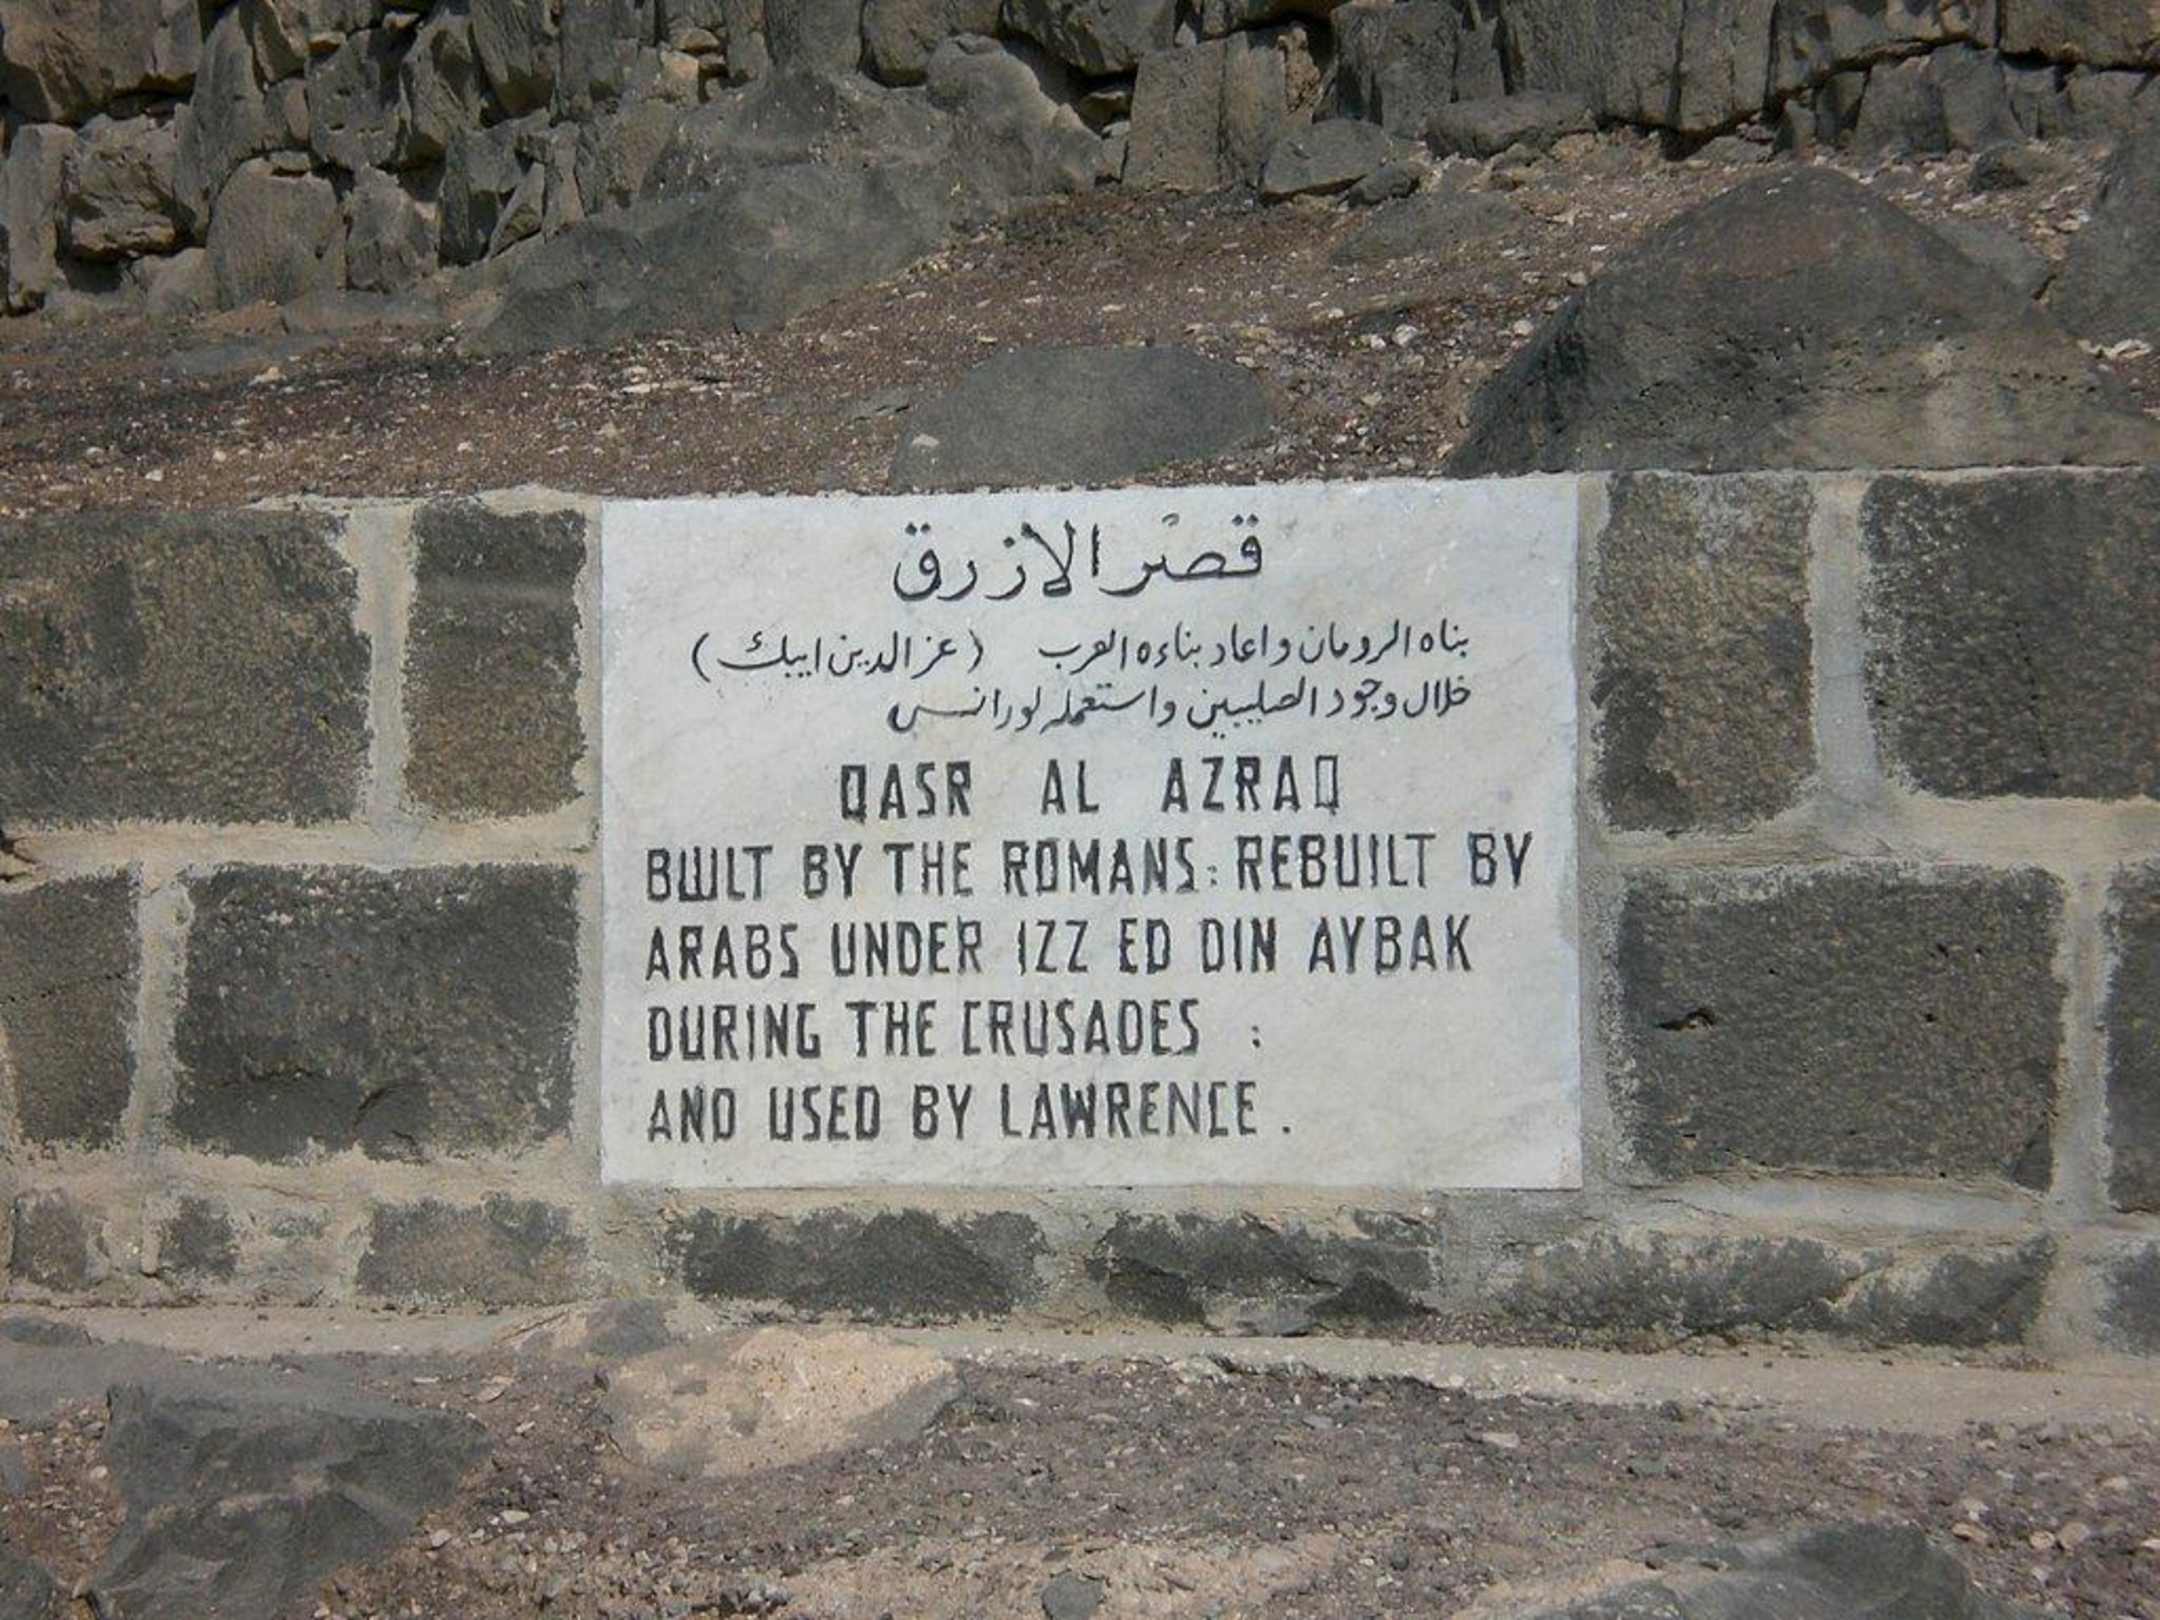 قصر الازرق
بناه الرومان واعاد بناءه العرب (عز الدين ايبك)
خلال وجود الصليبين واستعمله لورانس
QASR AL AZRAQ
BUILT BY THE ROMANS: REBUILT BY
ARABS UNDER IZZ ED DIN AYBAK
DURING THE CRUSADES :
AND USED BY LAWRENCE .